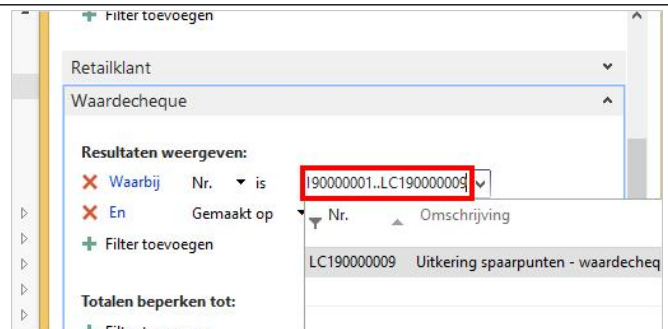 Filter toevoegen
Retailklant
Waardecheque
Resultaten weergeven:
Waarbij Nr. is 190000001..LC190000009
En Gemaakt op
Nr. Omschrijving
Filter toevoegen
LC190000009 Uitkering spaarpunten - waardecheq
Totalen beperken tot: